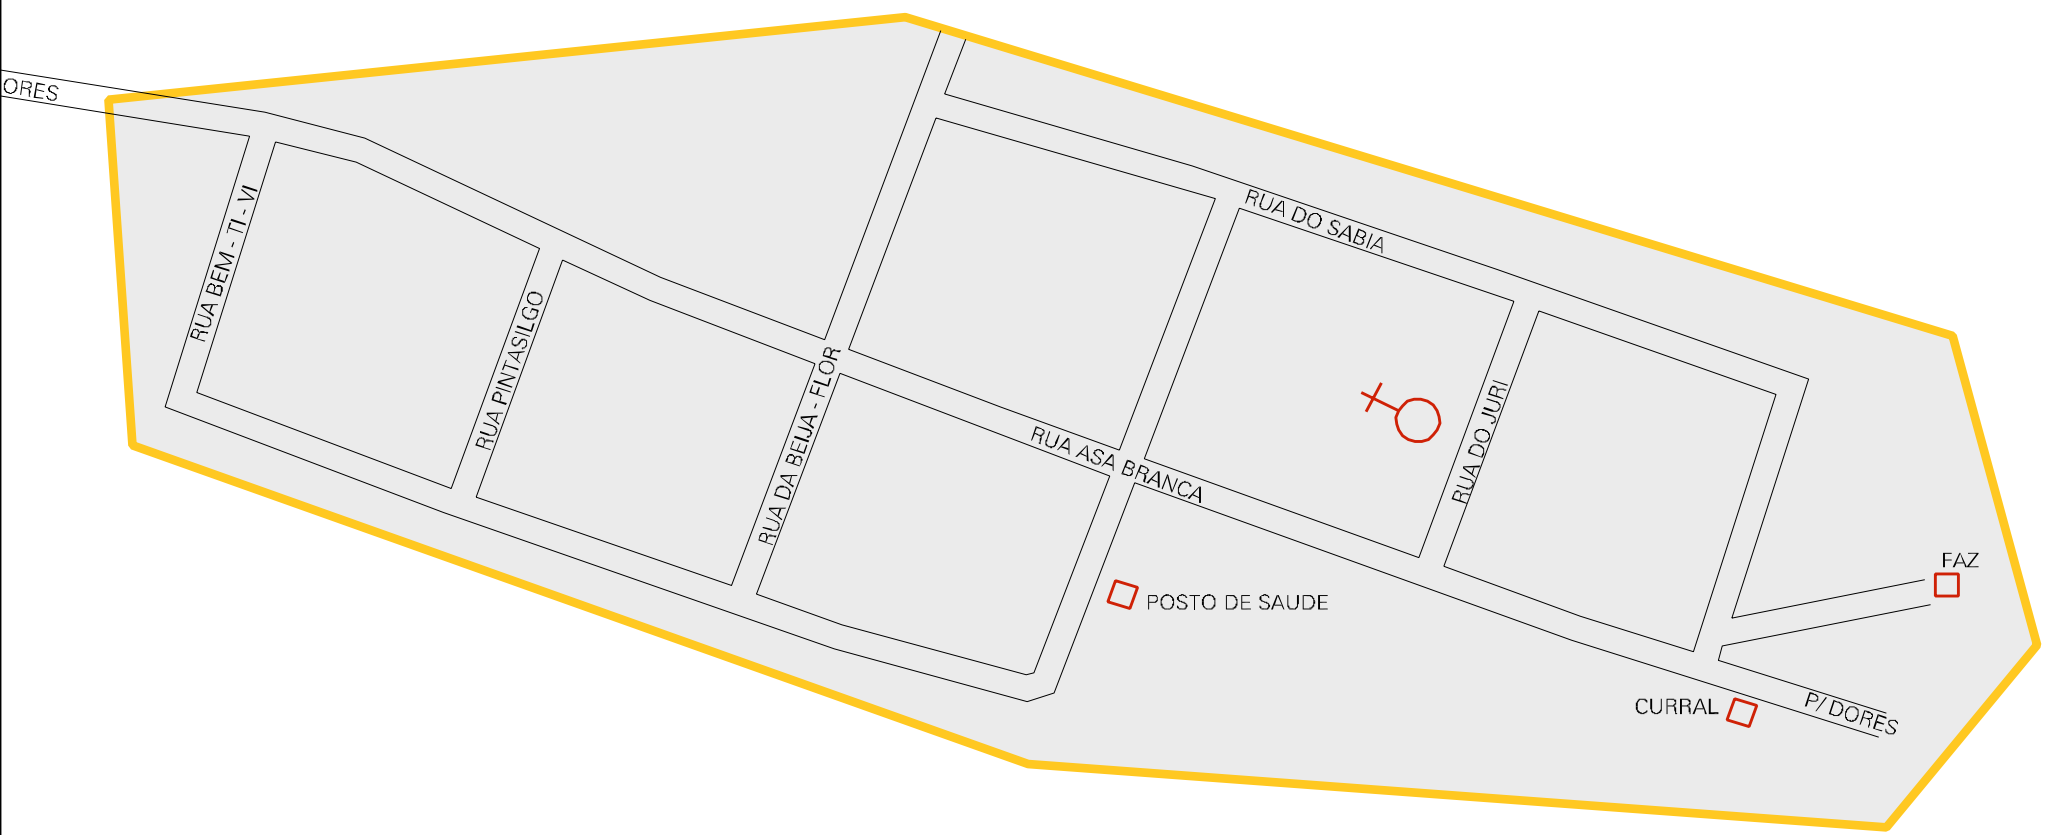 ORES
RUA BEM - TI - VI
RUA PINTASILGO
RUA DA BEIJA - FLOR
RUA DO SABIA
RUA ASA BRANCA
RUA DO JURI
POSTO DE SAUDE
FAZ
CURRAL
P/ DORES